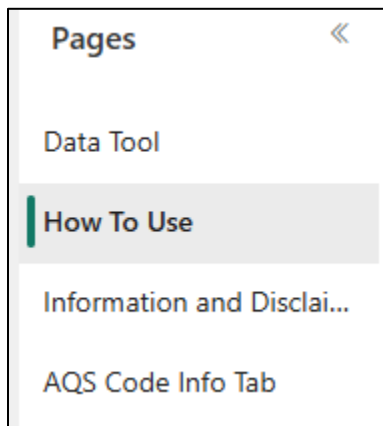 Pages
Data Tool
How To Use
Information and Disclai...
AQS Code Info Tab